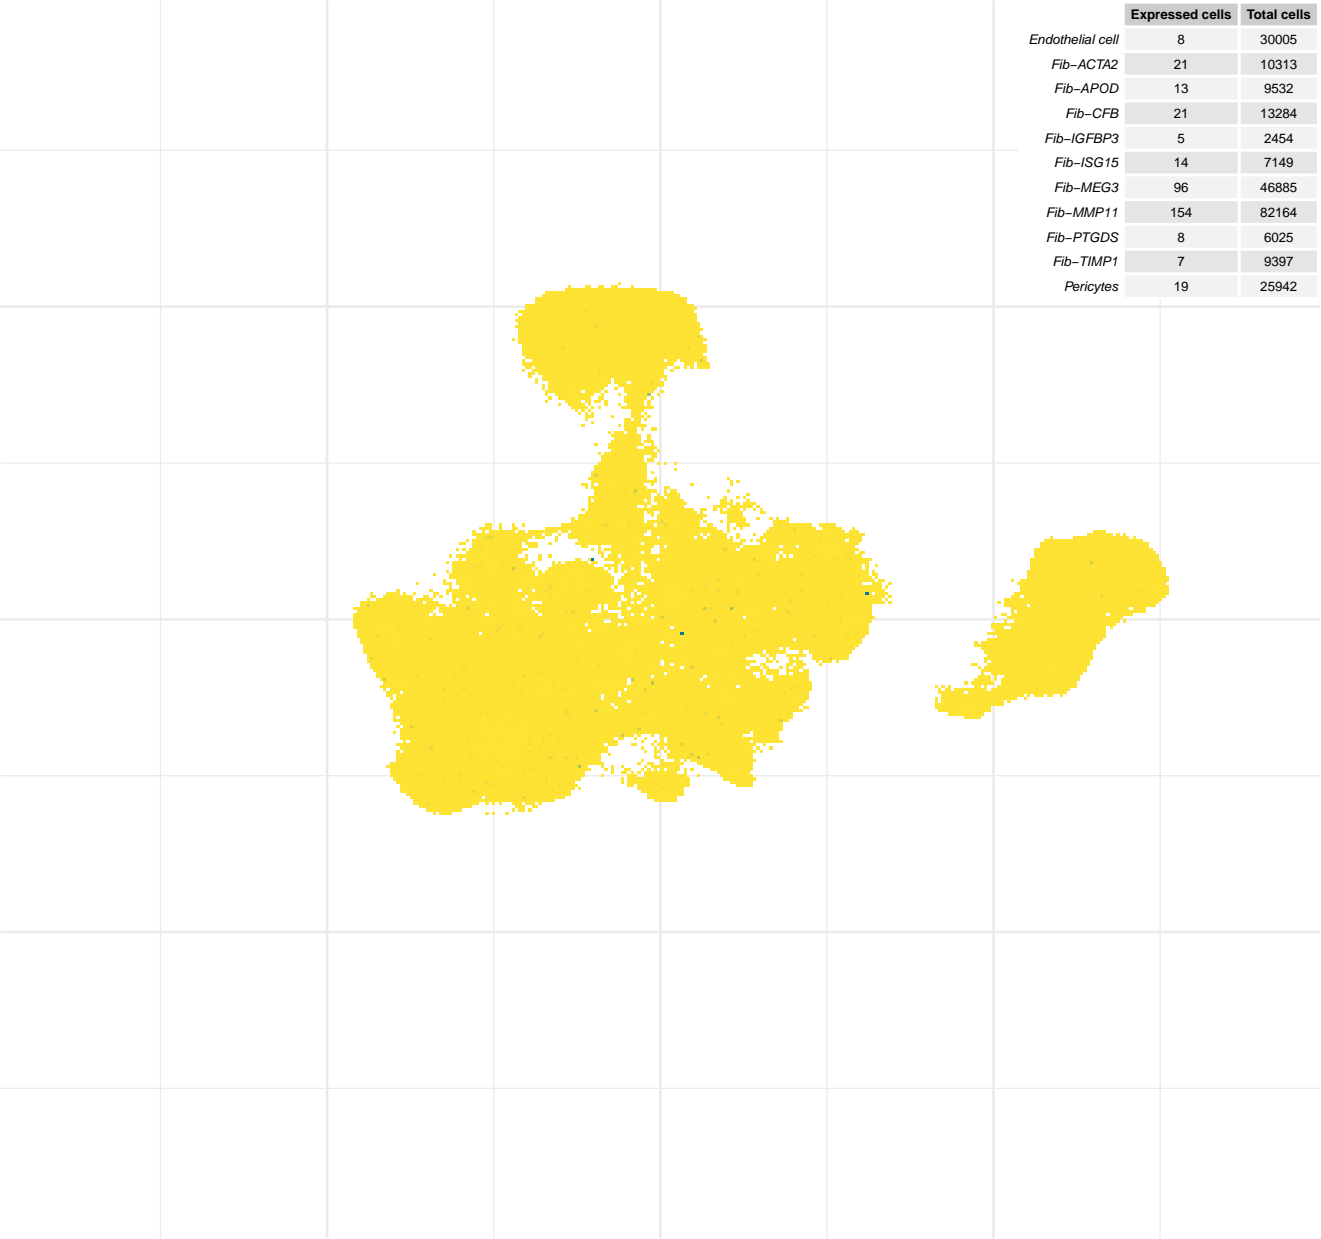 Expressed cells Total cells
Endothelial cell 8 30005
Fib−ACTA2 21 10313
Fib−APOD 13 9532
Fib−CFB 21 13284
Fib−IGFBP3 5 2454
Fib−ISG15 14 7149
Fib−MEG3 96 46885
Fib−MMP11 154 82164
Fib−PTGDS 8 6025
Fib−TIMP1 7 9397
Pericytes 19 25942